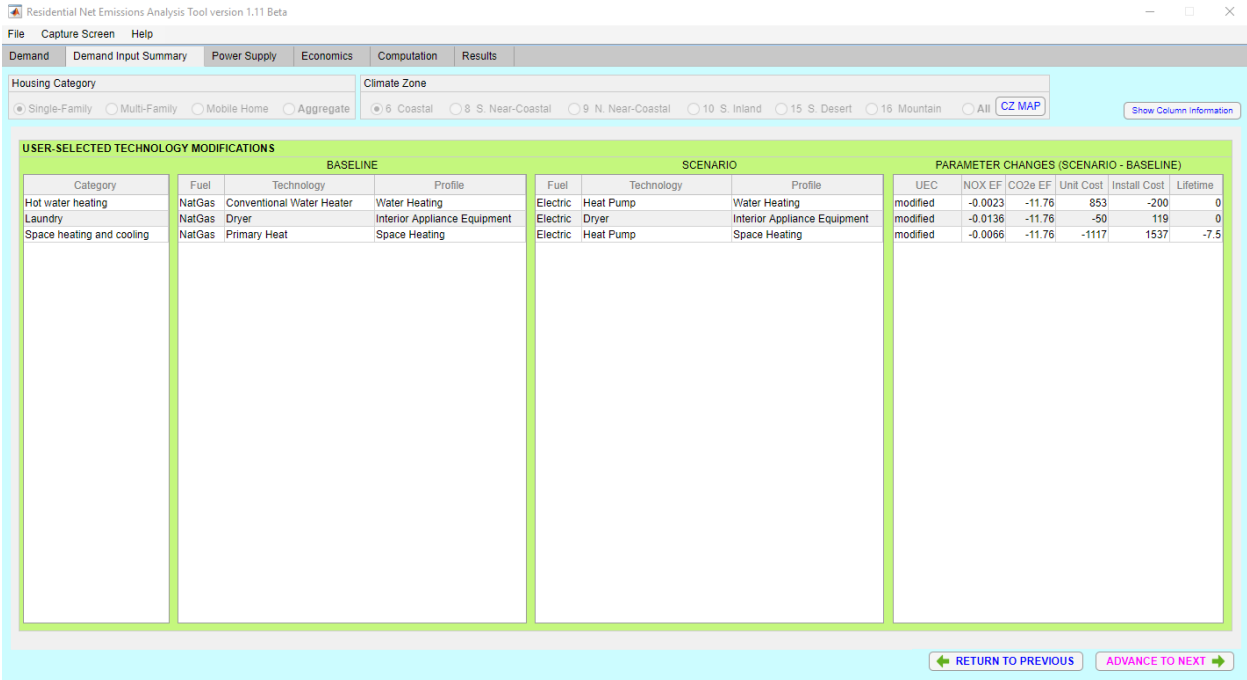 Residential Net Emissions Analysis Tool version 1.11 Beta
File Capture Screen Help
Demand Demand Input Summary Power Supply Economics Computation Results
Housing Category Climate Zone
Single-Family Multi-Family Mobile Home Aggregate 6 Coastal 8 S. Near-Coastal 9 N. Near-Coastal 10 S. Inland 15 S. Desert 16 Mountain All CZ MAP Show Column Information
USER-SELECTED TECHNOLOGY MODIFICATIONS
BASELINE SCENARIO PARAMETER CHANGES (SCENARIO - BASELINE)
Category Fuel Technology Profile Fuel Technology Profile UEC NOX EF CO2e EF Unit Cost Install Cost Lifetime
Hot water heating NatGas Conventional Water Heater Water Heating Electric Heat Pump Water Heating modified -0.0023 -11.76 853 -200 0
Laundry NatGas Dryer Interior Appliance Equipment Electric Dryer Interior Appliance Equipment modified -0.0136 -11.76 -50 119 0
Space heating and cooling NatGas Primary Heat Space Heating Electric Heat Pump Space Heating modified -0.0066 -11.76 -1117 1537 -7.5
RETURN TO PREVIOUS ADVANCE TO NEXT